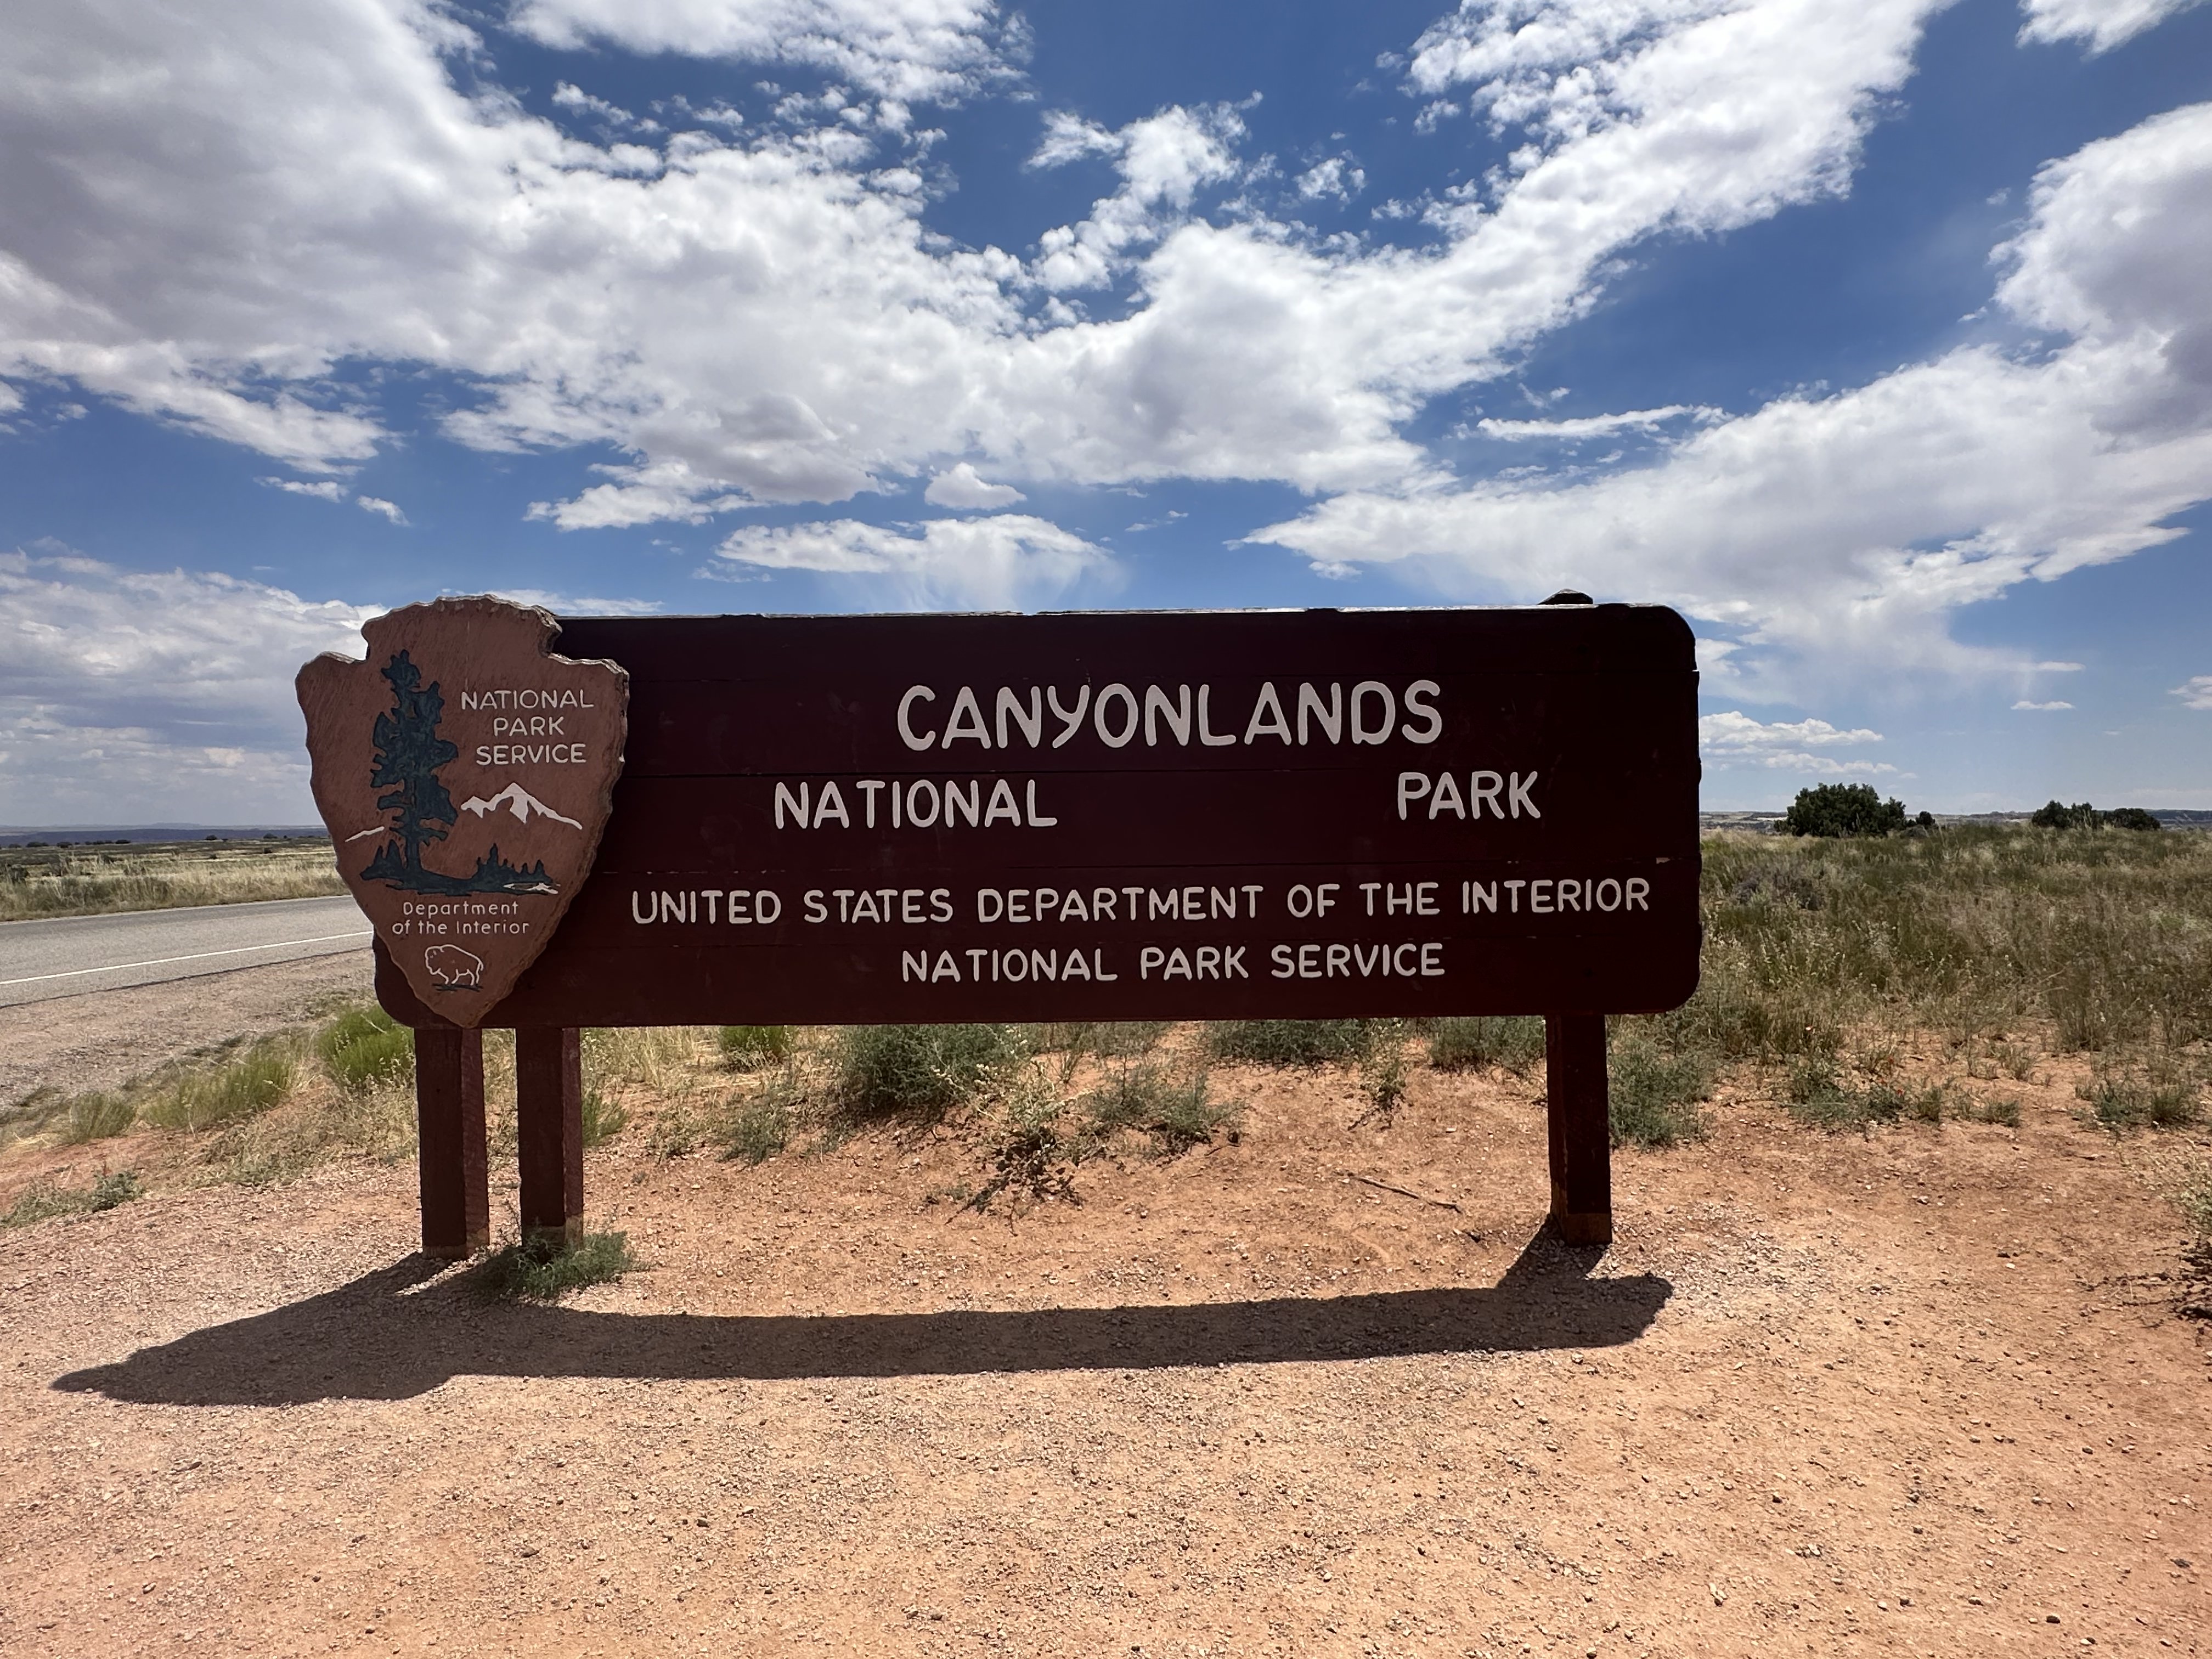 NATIONAL
PARK
SERVICE
Department
of the Interior
CANYONLANDS
NATIONAL PARK
UNITED STATES DEPARTMENT OF THE INTERIOR
NATIONAL PARK SERVICE